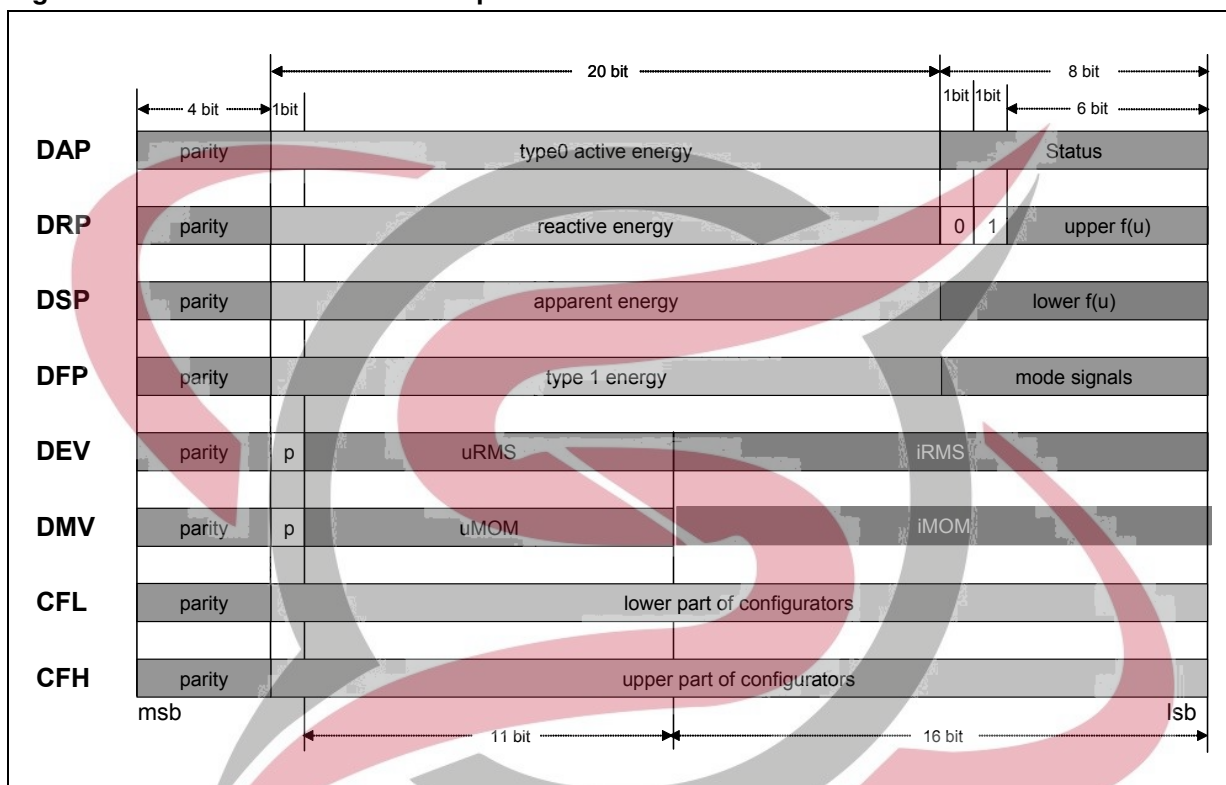 20 bit
8 bit
4 bit
1bit
1bit
1bit
6 bit
DAP
parity
type0 active energy
Status
DRP
parity
reactive energy
0
1
upper f(u)
DSP
parity
apparent energy
lower f(u)
DFP
parity
type 1 energy
mode signals
DEV
parity
p
uRMS
iRMS
DMV
parity
p
uMOM
iMOM
CFL
parity
lower part of configurators
CFH
parity
upper part of configurators
msb
lsb
11 bit
16 bit